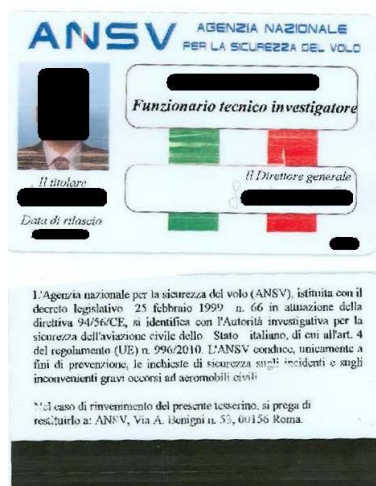 ANSV
AGENZIA NAZIONALE
PER LA SICUREZZA DEL VOLO
Funzionario tecnico investigatore
Il titolare
Il Direttore generale
Data di rilascio
L'Agenzia nazionale per la sicurezza del volo (ANSV), istituita con il
decreto legislativo 25 febbraio 1999 n. 66 in attuazione della
direttiva 94/56/CE, si identifica con l'Autorità investigativa per la
sicurezza dell'aviazione civile dello Stato italiano, di cui all'art. 4
del regolamento (UE) n. 996/2010. L'ANSV conduce, unicamente a
fini di prevenzione, le inchieste di sicurezza sugli incidenti e sugli
inconvenienti gravi occorsi ad aeromobili civili
Nel caso di rinvenimento del presente tesserino, si prega di
restituirlo a: ANSV, Via A. Benigni n. 53, 00156 Roma.